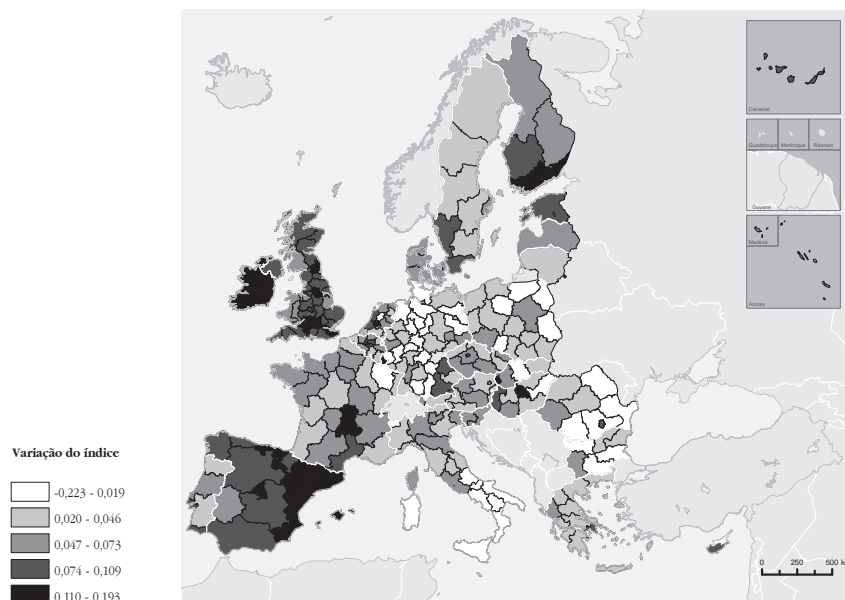 Canarias
Guadeloupe Martinique Réunion
Guyane
Madeira
Azores
Variação do índice
-0,223 - 0,019
0,020 - 0,046
0,047 - 0,073
0,074 - 0,109
0,110 - 0,193
0 250 500 k